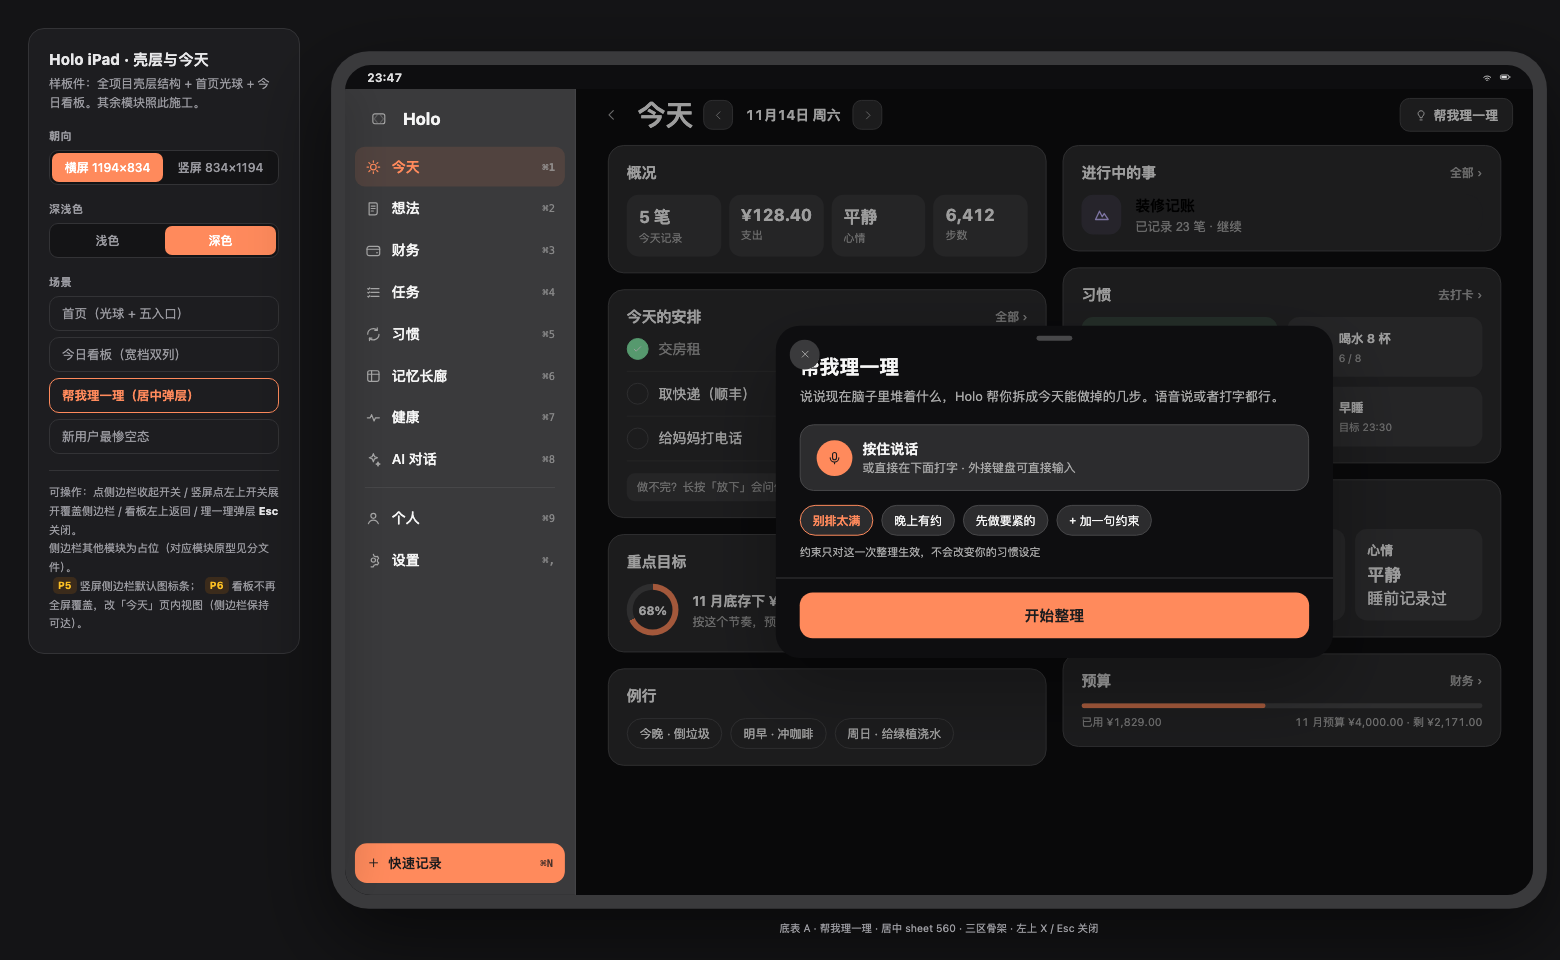 Holo iPad · 壳层与今天
样板件：全项目壳层结构 + 首页光球 + 今
日看板。其余模块照此施工。
朝向
横屏 1194×834
竖屏 834×1194
深浅色
浅色
深色
场景
首页（光球 + 五入口）
今日看板（宽档双列）
帮我理一理（居中弹层）
新用户最惨空态
可操作：点侧边栏收起开关 / 竖屏点左上开关展
开覆盖侧边栏 / 看板左上返回 / 理一理弹层 Esc
关闭。
侧边栏其他模块为占位（对应模块原型见分文
件）。
P5 竖屏侧边栏默认图标条； P6 看板不再
全屏覆盖，改「今天」页内视图（侧边栏保持
可达）。
23:47
Holo
今天 ⌘1
想法 ⌘2
财务 ⌘3
任务 ⌘4
习惯 ⌘5
记忆长廊 ⌘6
健康 ⌘7
AI 对话 ⌘8
个人 ⌘9
设置 ⌘,
+ 快速记录 ⌘N
‹ 今天 ‹ 11月14日 周六 ›
帮我理一理
概况
5 笔
今天记录
¥128.40
支出
平静
心情
6,412
步数
今天的安排 全部 ›
交房租
取快递（顺丰）
给妈妈打电话
做不完？长按「放下」会问
重点目标
68%
11 月底存下 ¥
按这个节奏，预
例行
今晚 · 倒垃圾
明早 · 冲咖啡
周日 · 给绿植浇水
进行中的事 全部 ›
装修记账
已记录 23 笔 · 继续
习惯 去打卡 ›
喝水 8 杯
6 / 8
早睡
目标 23:30
心情
平静
睡前记录过
预算 财务 ›
已用 ¥1,829.00
11 月预算 ¥4,000.00 · 剩 ¥2,171.00
×
帮我理一理
说说现在脑子里堆着什么，Holo 帮你拆成今天能做掉的几步。语音说或者打字都行。
按住说话
或直接在下面打字 · 外接键盘可直接输入
别排太满
晚上有约
先做要紧的
+ 加一句约束
约束只对这一次整理生效，不会改变你的习惯设定
开始整理
底表 A · 帮我理一理 · 居中 sheet 560 · 三区骨架 · 左上 X / Esc 关闭